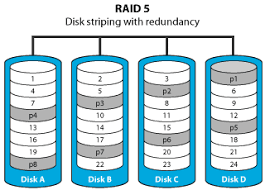 RAID 5
Disk striping with redundancy
1 2 3 p1
4 5 p2 6
7 p3 8 9
p4 10 11 12
13 14 15 p5
16 17 p6 18
19 p7 20 21
p8 22 23 24
Disk A Disk B Disk C Disk D